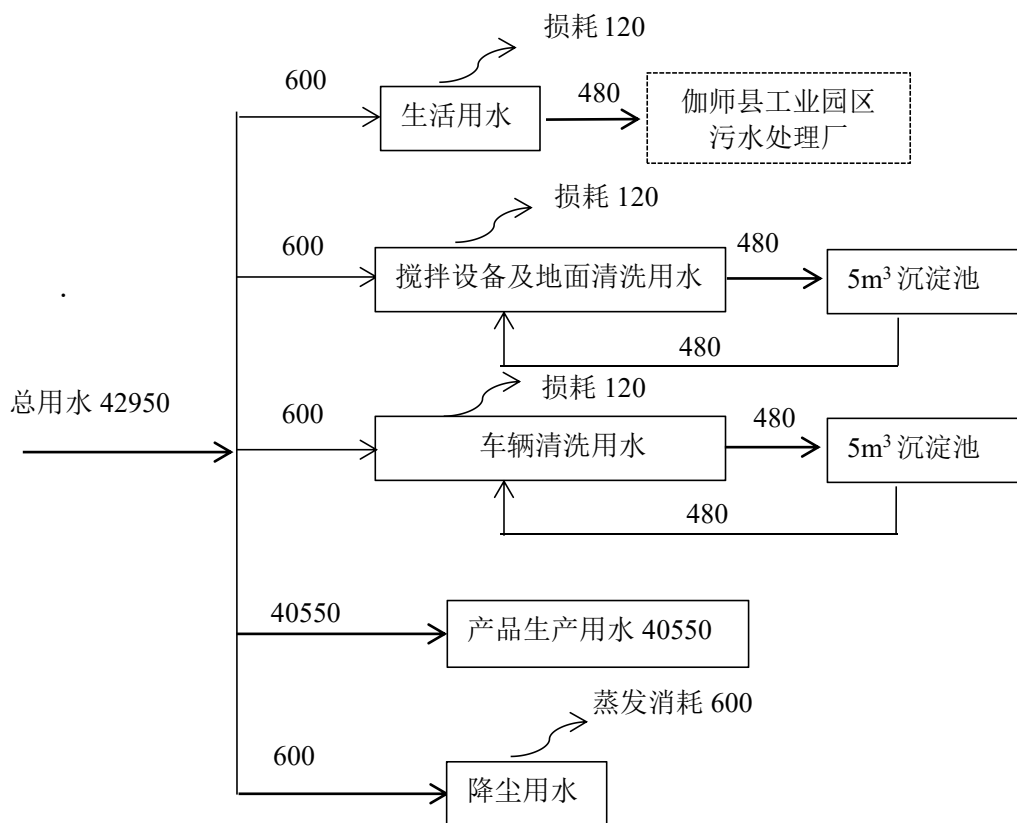 损耗 120
600
生活用水
480
伽师县工业园区
污水处理厂
损耗 120
600
搅拌设备及地面清洗用水
480
5m³ 沉淀池
480
总用水 42950
损耗 120
600
车辆清洗用水
480
5m³ 沉淀池
480
40550
产品生产用水 40550
蒸发消耗 600
600
降尘用水